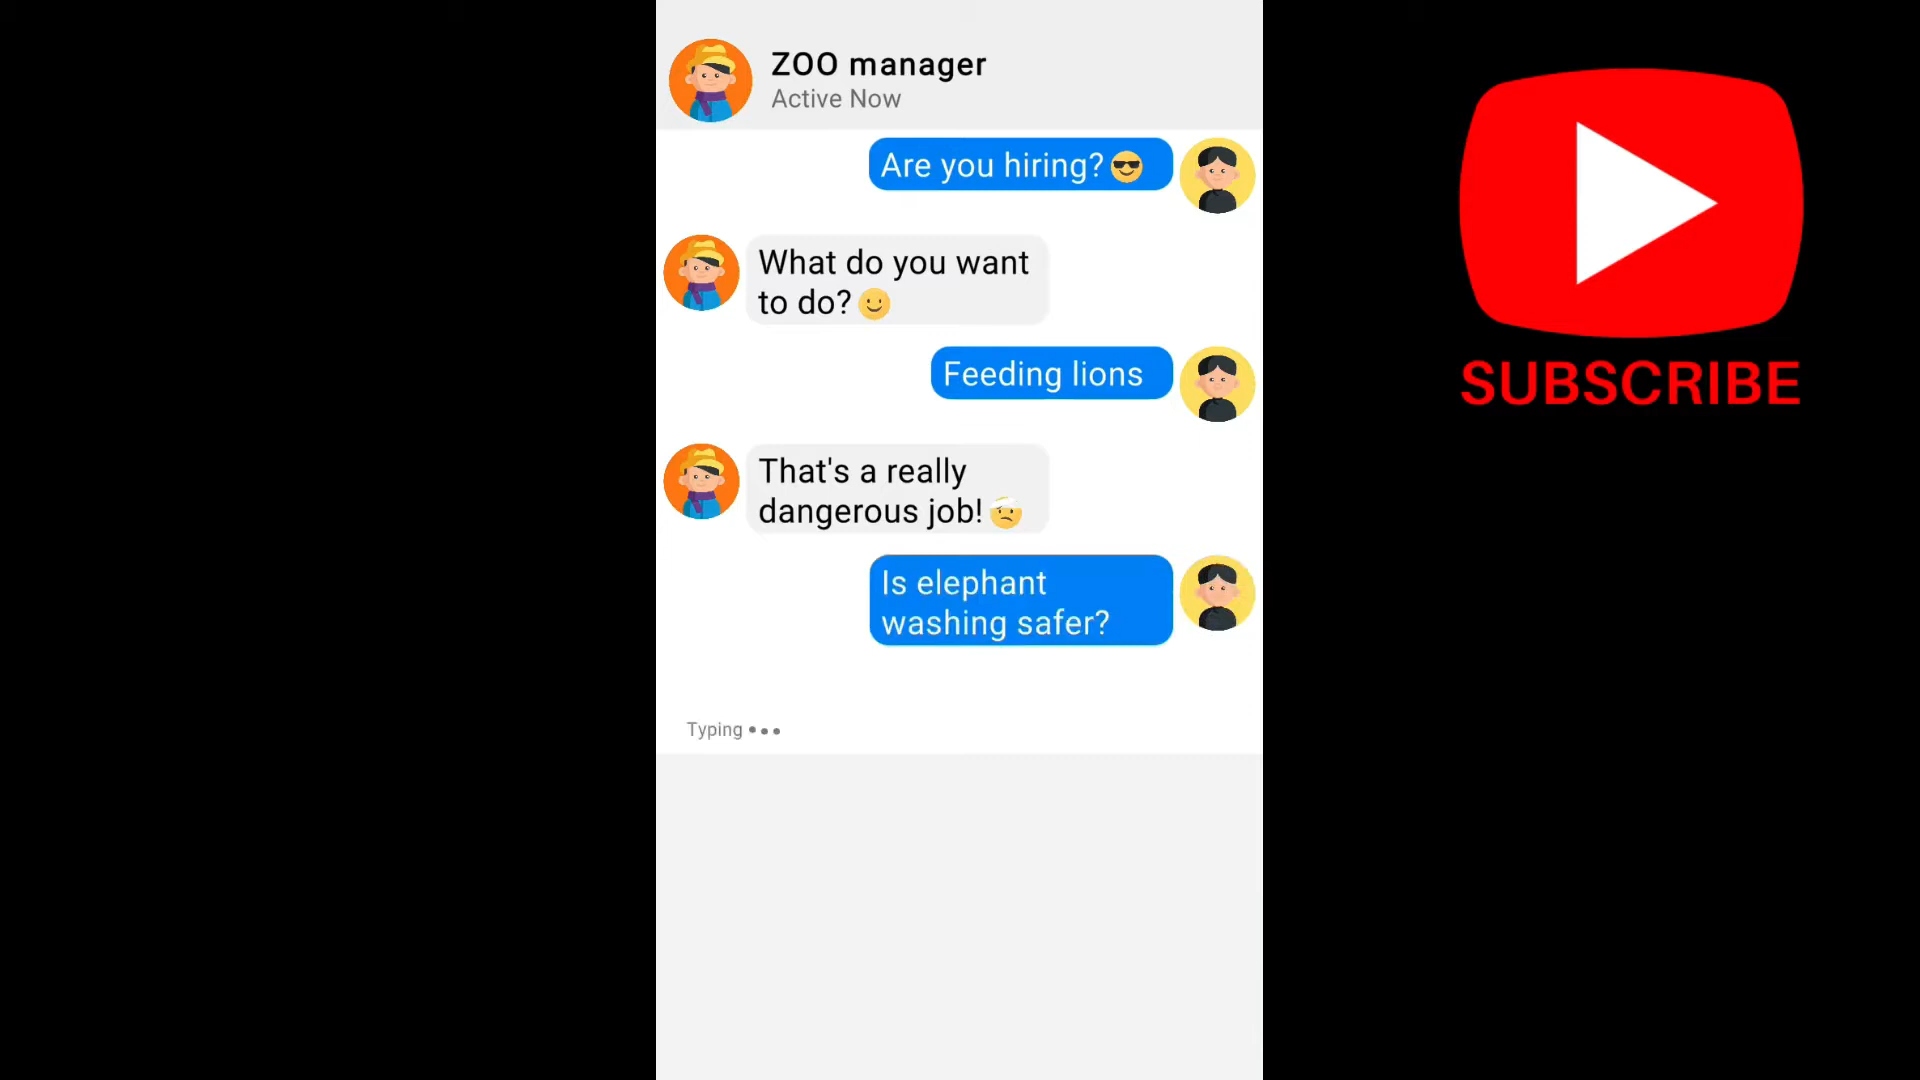 ZOO manager
Active Now
Are you hiring?😎
What do you want
to do?🙂
Feeding lions
That's a really
dangerous job!🤕
Is elephant
washing safer?
Typing •••
SUBSCRIBE